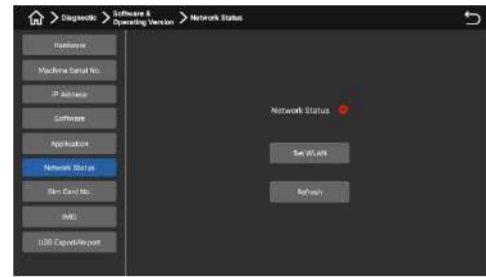 Diagnostic > Software & Operating Version > Network Status
Hardware
Machine Serial No.
IP Address
Software
Application
Network Status
Sim Card No.
IMEI
USB Export/Import
Network Status
Set WLAN
Refresh